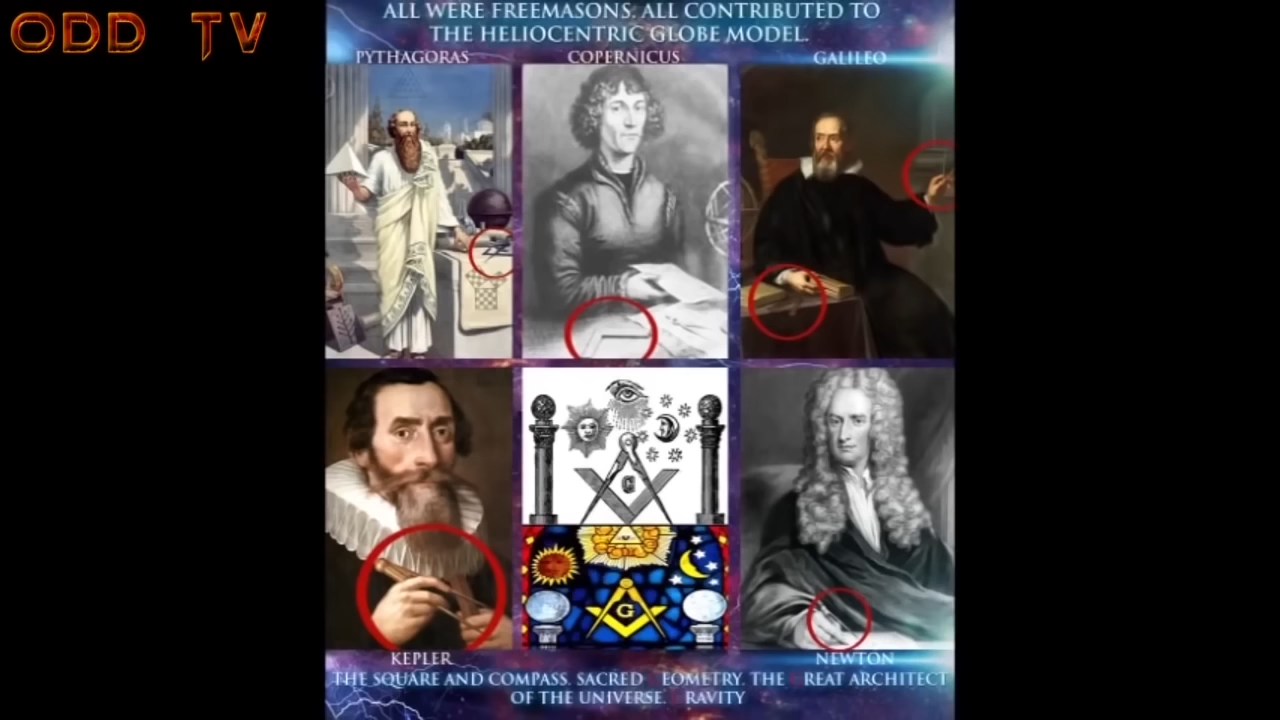 ODD TV
ALL WERE FREEMASONS. ALL CONTRIBUTED TO
THE HELIOCENTRIC GLOBE MODEL.
PYTHAGORAS COPERNICUS GALILEO
G
G
KEPLER NEWTON
THE SQUARE AND COMPASS. SACRED EOMETRY. THE REAT ARCHITECT
OF THE UNIVERSE. RAVITY